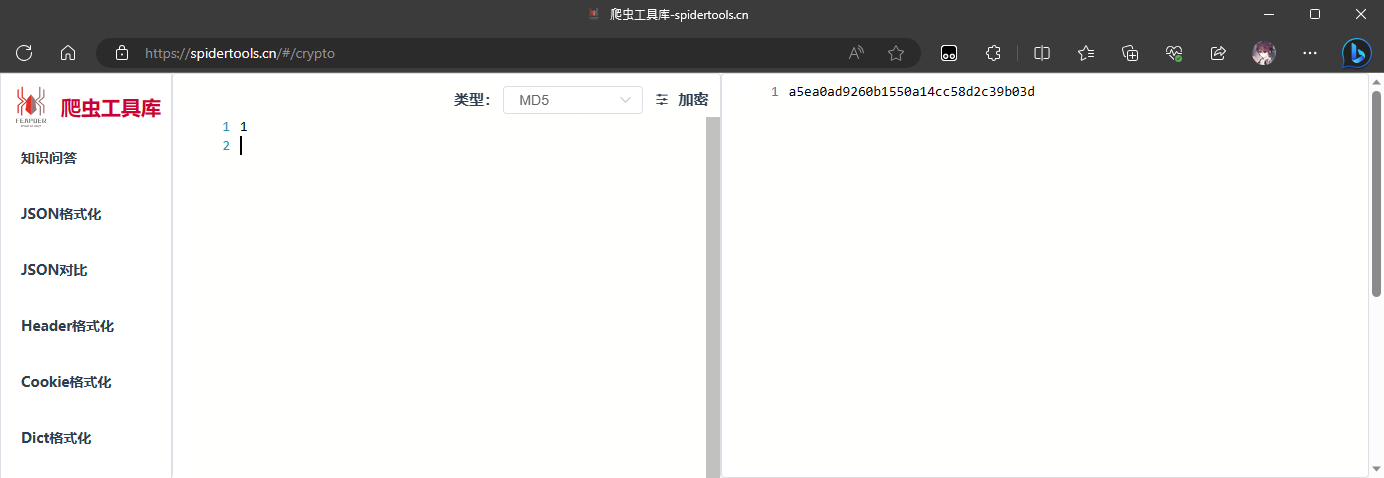 爬虫工具库-spidertools.cn
https://spidertools.cn/#/crypto
FEAPDER
爬虫工具库
类型：
MD5
加密
1 a5ea0ad9260b1550a14cc58d2c39b03d
1 1
2
知识问答
JSON格式化
JSON对比
Header格式化
Cookie格式化
Dict格式化